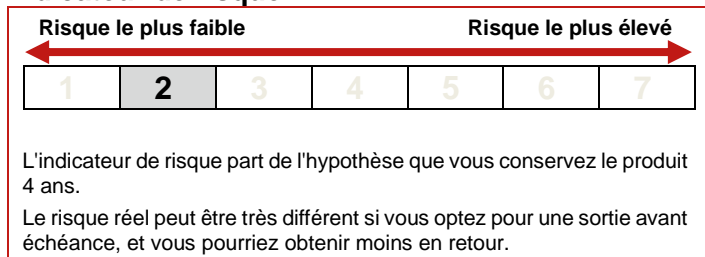 Risque le plus faible Risque le plus élevé
1 2 3 4 5 6 7
L'indicateur de risque part de l'hypothèse que vous conservez le produit
4 ans.
Le risque réel peut être très différent si vous optez pour une sortie avant
échéance, et vous pourriez obtenir moins en retour.